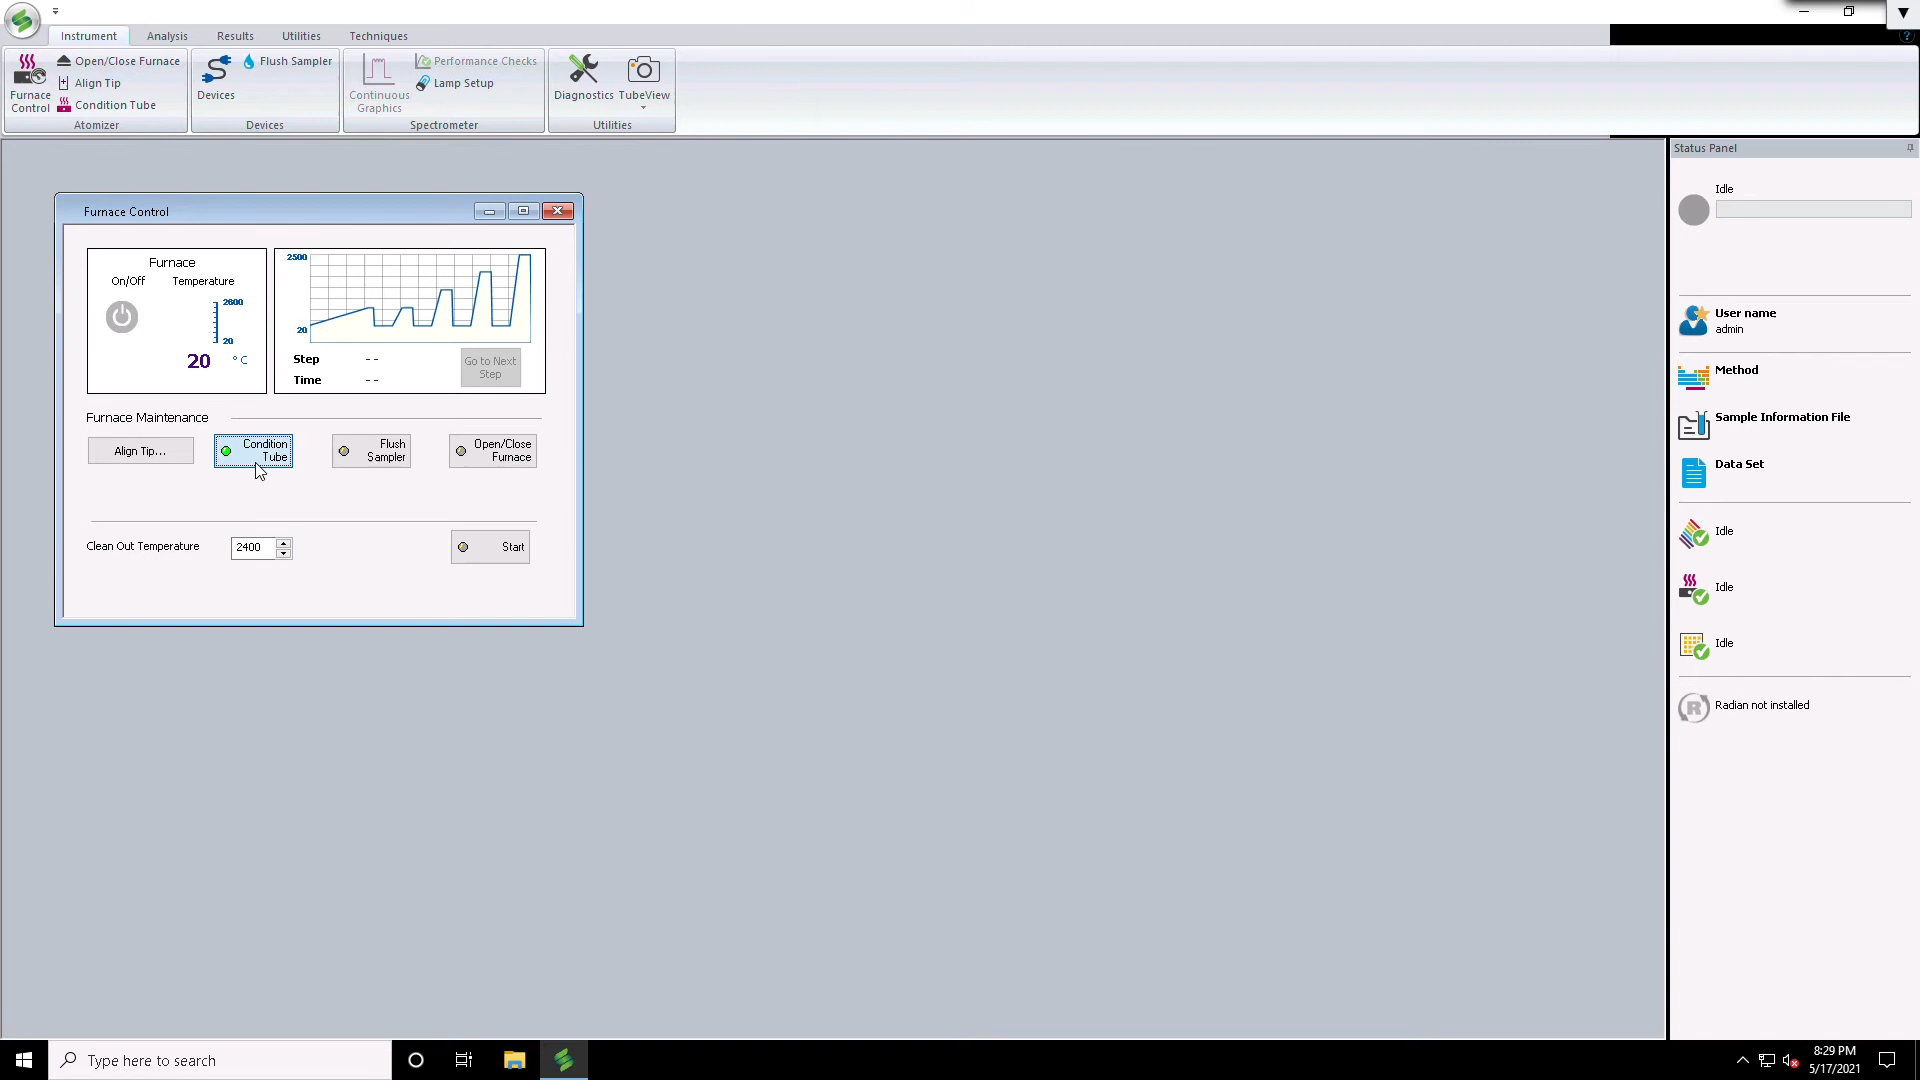 Instrument
Analysis
Results
Utilities
Techniques
Furnace Control
Open/Close Furnace
Align Tip
Condition Tube
Atomizer
Devices
Flush Sampler
Devices
Continuous Graphics
Performance Checks
Lamp Setup
Spectrometer
Diagnostics
TubeView
Utilities
Furnace Control
Furnace
On/Off
Temperature
2600
20
20
° C
2500
20
Step
- -
Time
- -
Go to Next
Step
Furnace Maintenance
Align Tip...
Condition
Tube
Flush
Sampler
Open/Close
Furnace
Clean Out Temperature
2400
Start
Status Panel
Idle
User name
admin
Method
Sample Information File
Data Set
Idle
Idle
Idle
R
Radian not installed
Type here to search
8:29 PM
5/17/2021